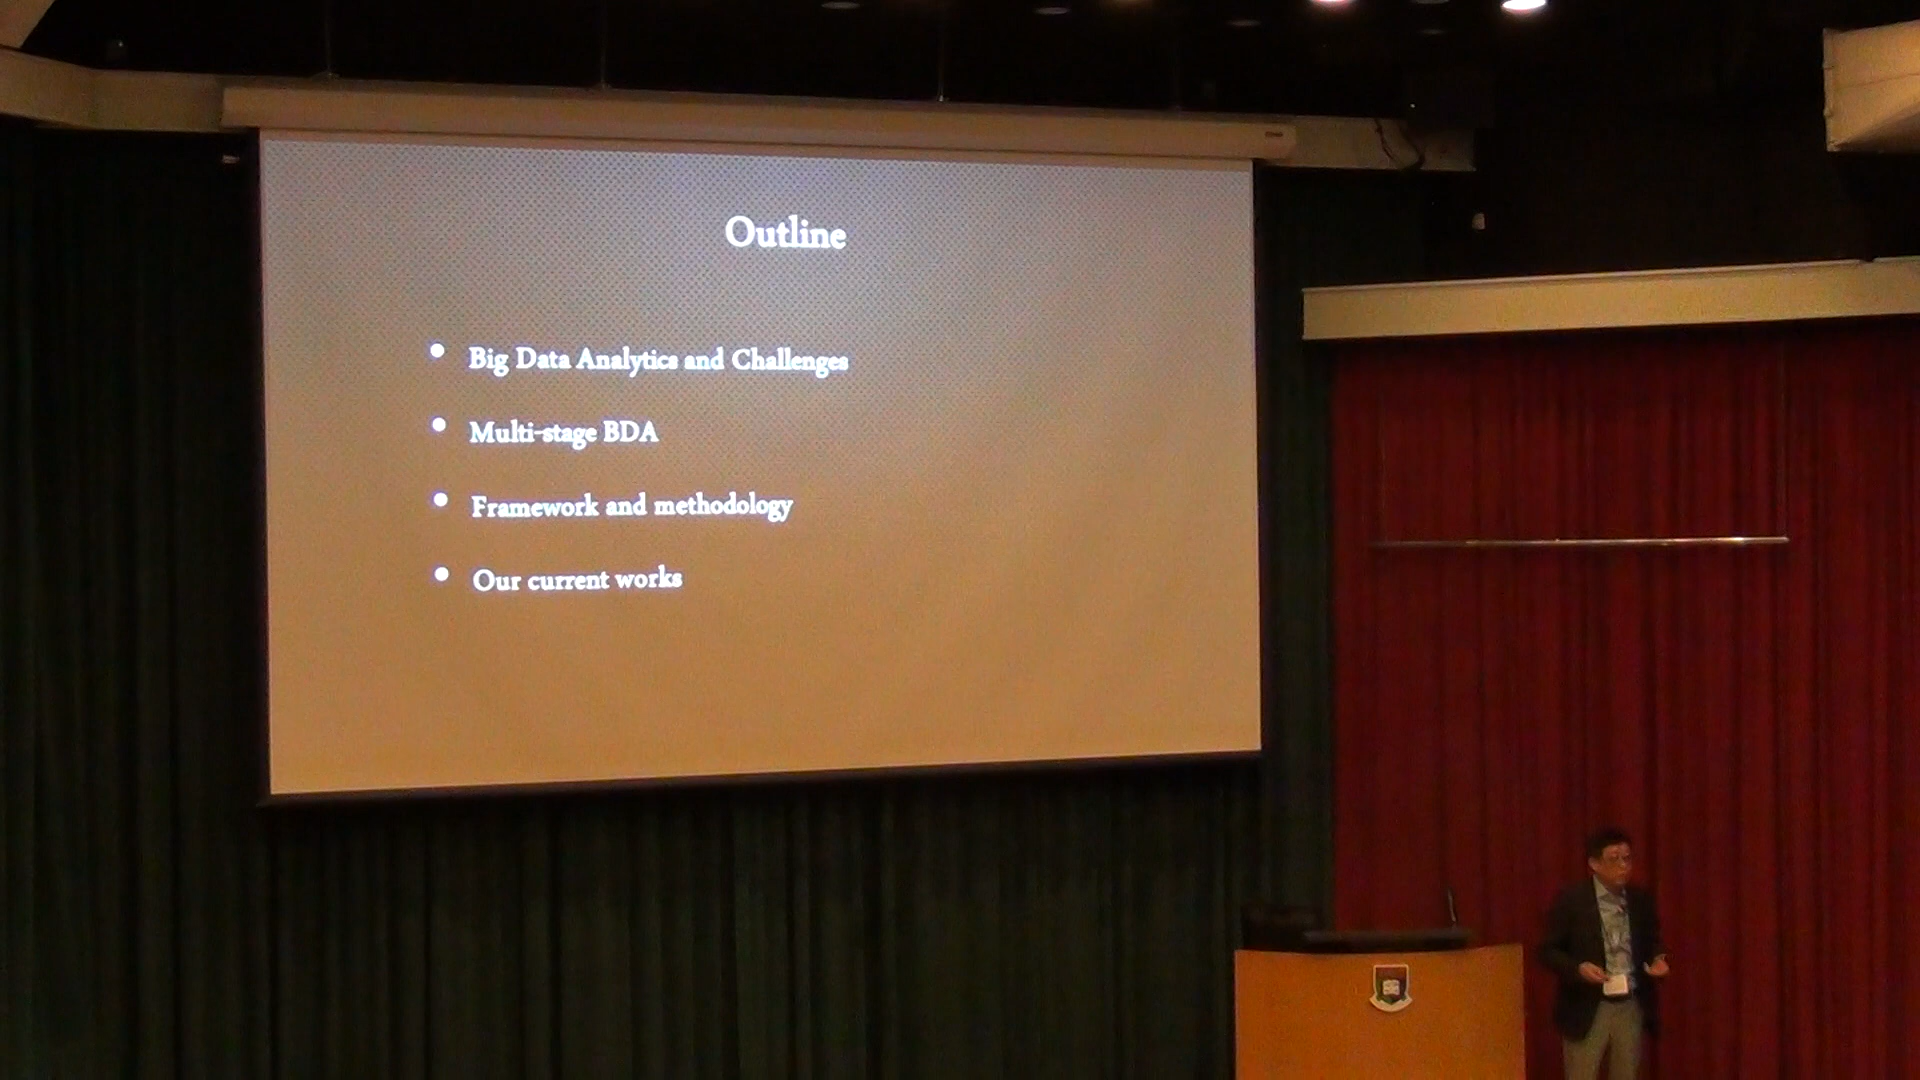 Outline
Big Data Analytics and Challenges
Multi-stage BDA
Framework and methodology
Our current works